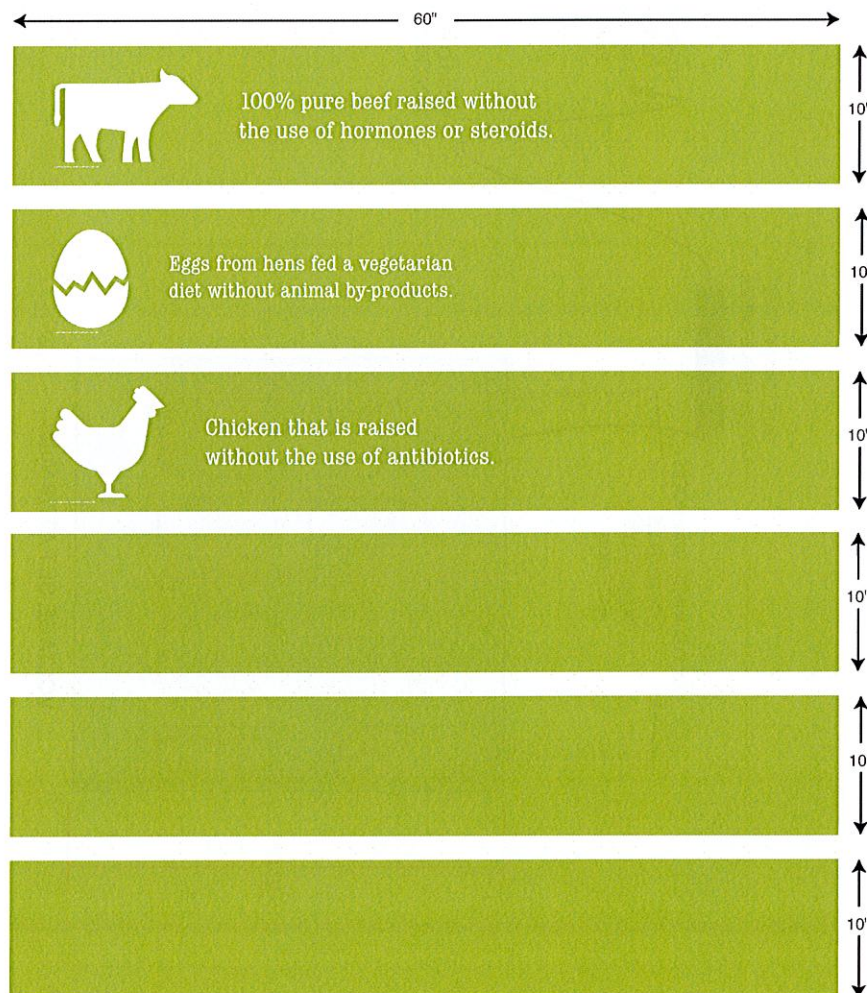 60"
100% pure beef raised without
the use of hormones or steroids.
10"
Eggs from hens fed a vegetarian
diet without animal by-products.
10
Chicken that is raised
without the use of antibiotics.
10"
10"
10
10"